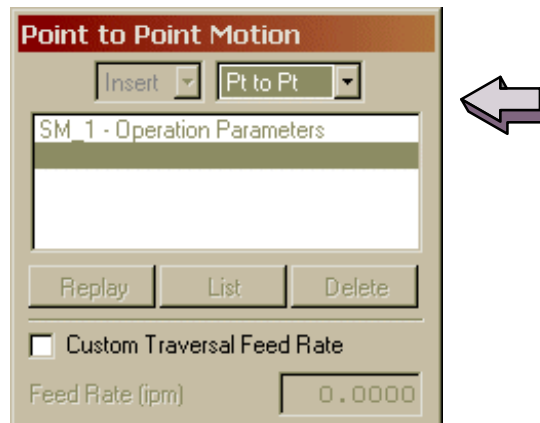 Point to Point Motion
Insert Pt to Pt
SM_1 - Operation Parameters
Replay List Delete
Custom Traversal Feed Rate
Feed Rate (ipm) 0.0000